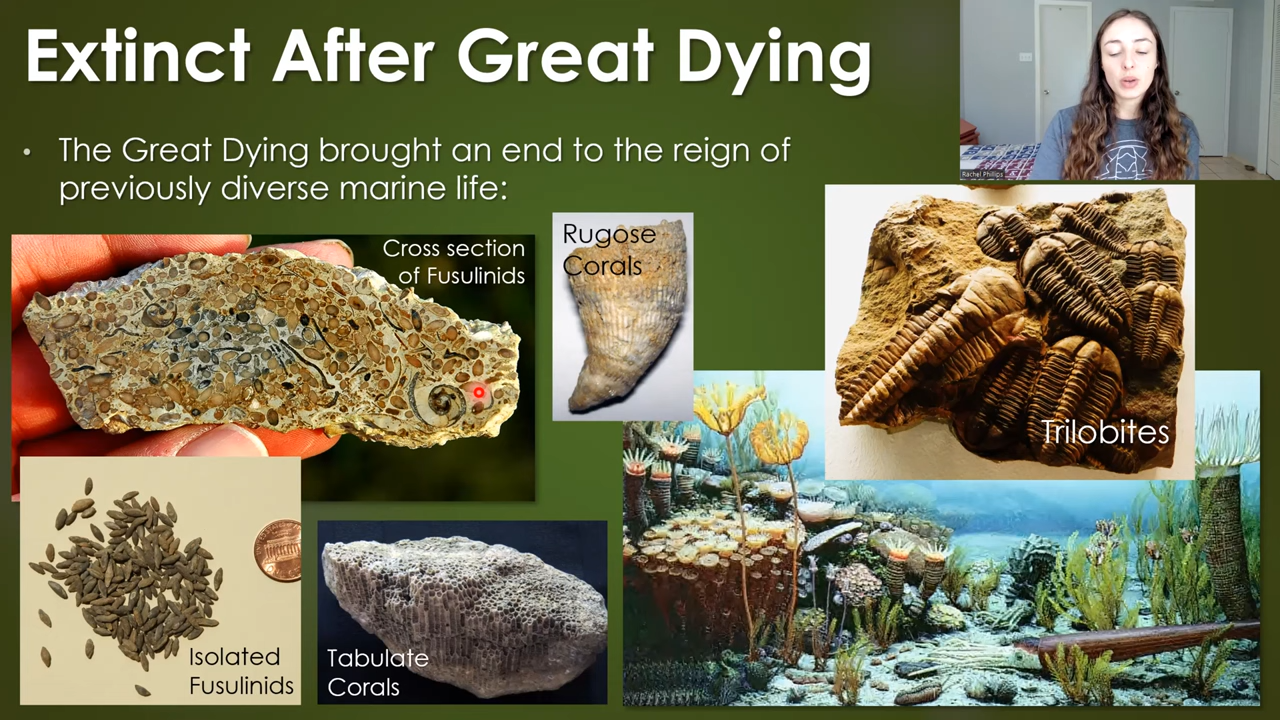 Extinct After Great Dying
Rachel Phillips
• The Great Dying brought an end to the reign of
previously diverse marine life:
Cross section
of Fusulinids
Rugose
Corals
Trilobites
Isolated
Fusulinids
Tabulate
Corals